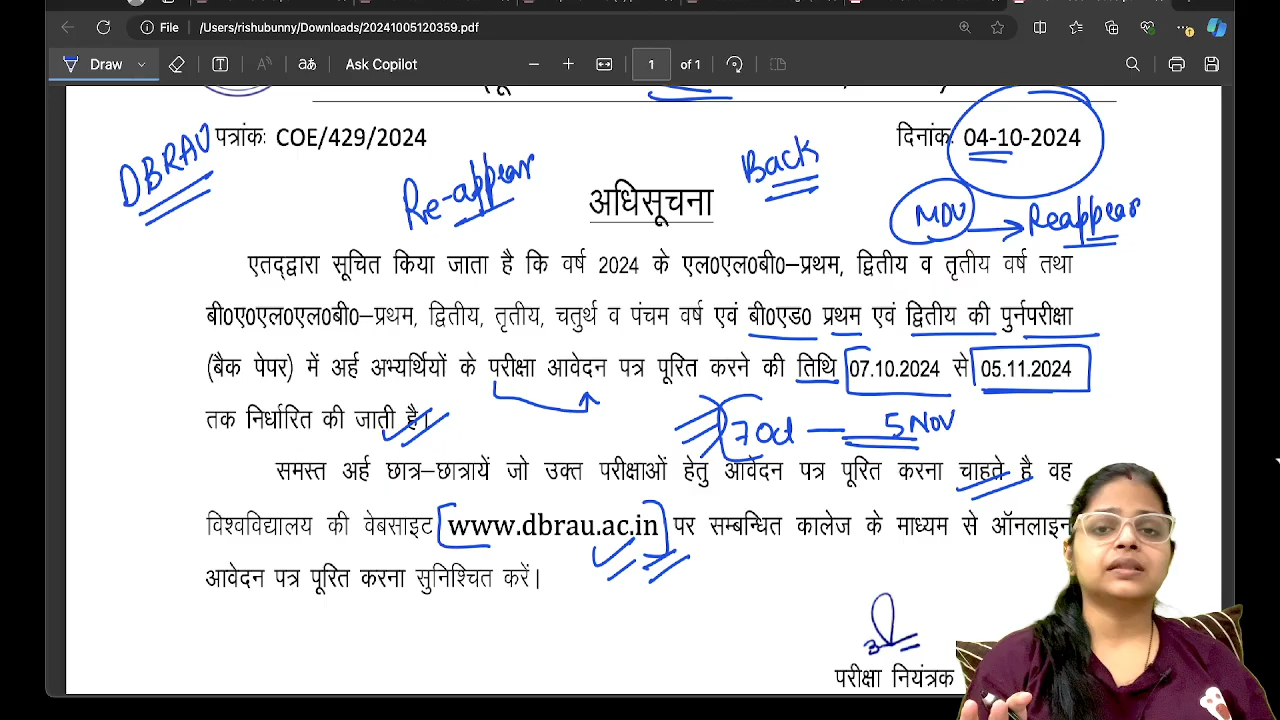 File /Users/rishubunny/Downloads/20241005120359.pdf
Draw Ask Copilot 1 of 1
पत्रांकः COE/429/2024 दिनांकः 04-10-2024
DBRAU Re-appear Back
अधिसूचना
MDU → Reappear
एतद्द्वारा सूचित किया जाता है कि वर्ष 2024 के एल0एल0बी0–प्रथम, द्वितीय व तृतीय वर्ष तथा
बी0ए0एल0एल0बी0–प्रथम, द्वितीय, तृतीय, चतुर्थ व पंचम वर्ष एवं बी0एड0 प्रथम एवं द्वितीय की पुर्नपरीक्षा
(बैक पेपर) में अर्ह अभ्यर्थियों के परीक्षा आवेदन पत्र पूरित करने की तिथि 07.10.2024 से 05.11.2024
तक निर्धारित की जाती है।
7 Oct — 5 Nov
समस्त अर्ह छात्र–छात्रायें जो उक्त परीक्षाओं हेतु आवेदन पत्र पूरित करना चाहते है वह
विश्वविद्यालय की वेबसाइट www.dbrau.ac.in पर सम्बन्धित कालेज के माध्यम से ऑनलाइन
आवेदन पत्र पूरित करना सुनिश्चित करें।
परीक्षा नियंत्रक